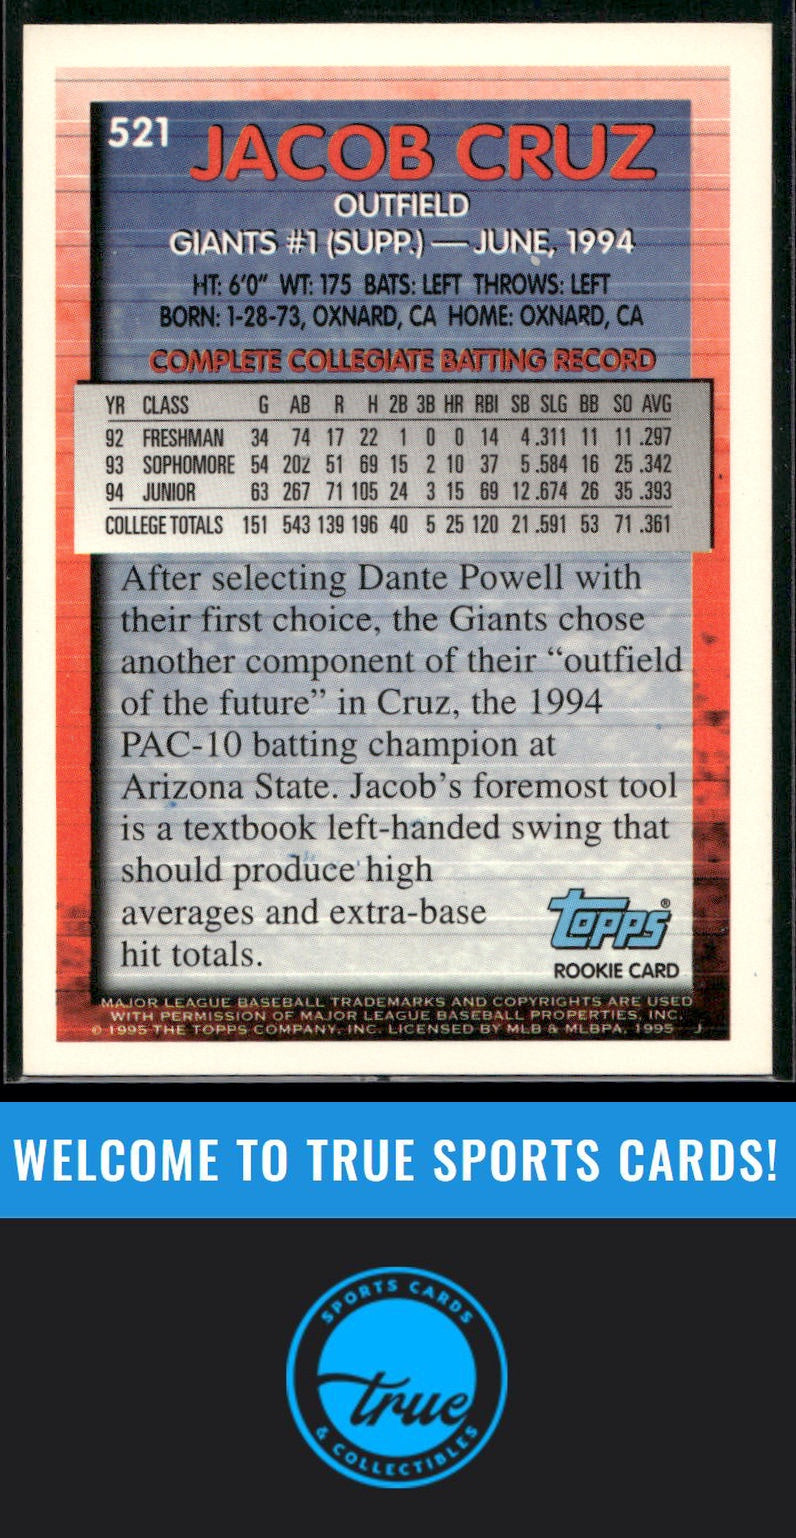 521 JACOB CRUZ
OUTFIELD
GIANTS #1 (SUPP.) — JUNE, 1994
HT: 6'0" WT: 175 BATS: LEFT THROWS: LEFT
BORN: 1-28-73, OXNARD, CA HOME: OXNARD, CA
COMPLETE COLLEGIATE BATTING RECORD
YR CLASS G AB R H 2B 3B HR RBI SB SLG BB SO AVG
92 FRESHMAN 34 74 17 22 1 0 0 14 4 .311 11 11 .297
93 SOPHOMORE 54 202 51 69 15 2 10 37 5 .584 16 25 .342
94 JUNIOR 63 267 71 105 24 3 15 69 12 .674 26 35 .393
COLLEGE TOTALS 151 543 139 196 40 5 25 120 21 .591 53 71 .361
After selecting Dante Powell with
their first choice, the Giants chose
another component of their “outfield
of the future” in Cruz, the 1994
PAC-10 batting champion at
Arizona State. Jacob’s foremost tool
is a textbook left-handed swing that
should produce high
averages and extra-base
hit totals.
Topps®
ROOKIE CARD
MAJOR LEAGUE BASEBALL TRADEMARKS AND COPYRIGHTS ARE USED
WITH PERMISSION OF MAJOR LEAGUE BASEBALL PROPERTIES, INC.
© 1995 THE TOPPS COMPANY, INC. LICENSED BY MLB & MLBPA, 1995 J
WELCOME TO TRUE SPORTS CARDS!
SPORTS CARDS
true
& COLLECTIBLES